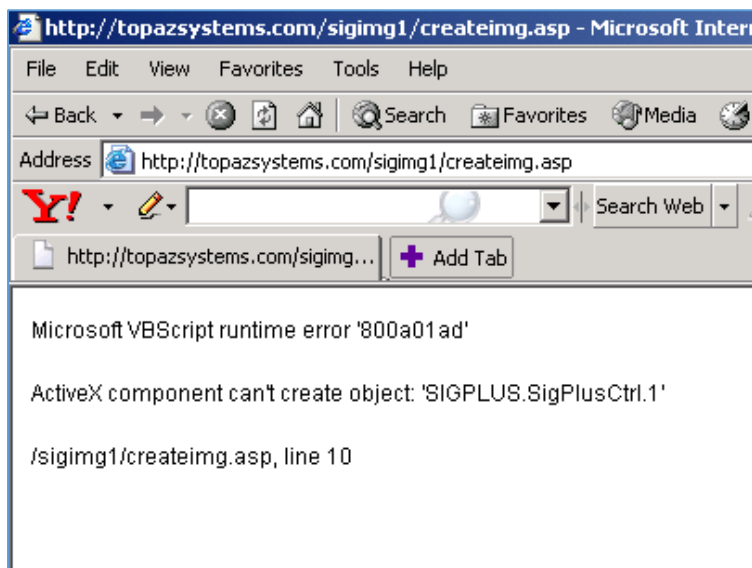 http://topazsystems.com/sigimg1/createimg.asp - Microsoft Intern
File Edit View Favorites Tools Help
Back Search Favorites Media
Address http://topazsystems.com/sigimg1/createimg.asp
Y! Search Web
http://topazsystems.com/sigimg... Add Tab
Microsoft VBScript runtime error '800a01ad'
ActiveX component can't create object: 'SIGPLUS.SigPlusCtrl.1'
/sigimg1/createimg.asp, line 10